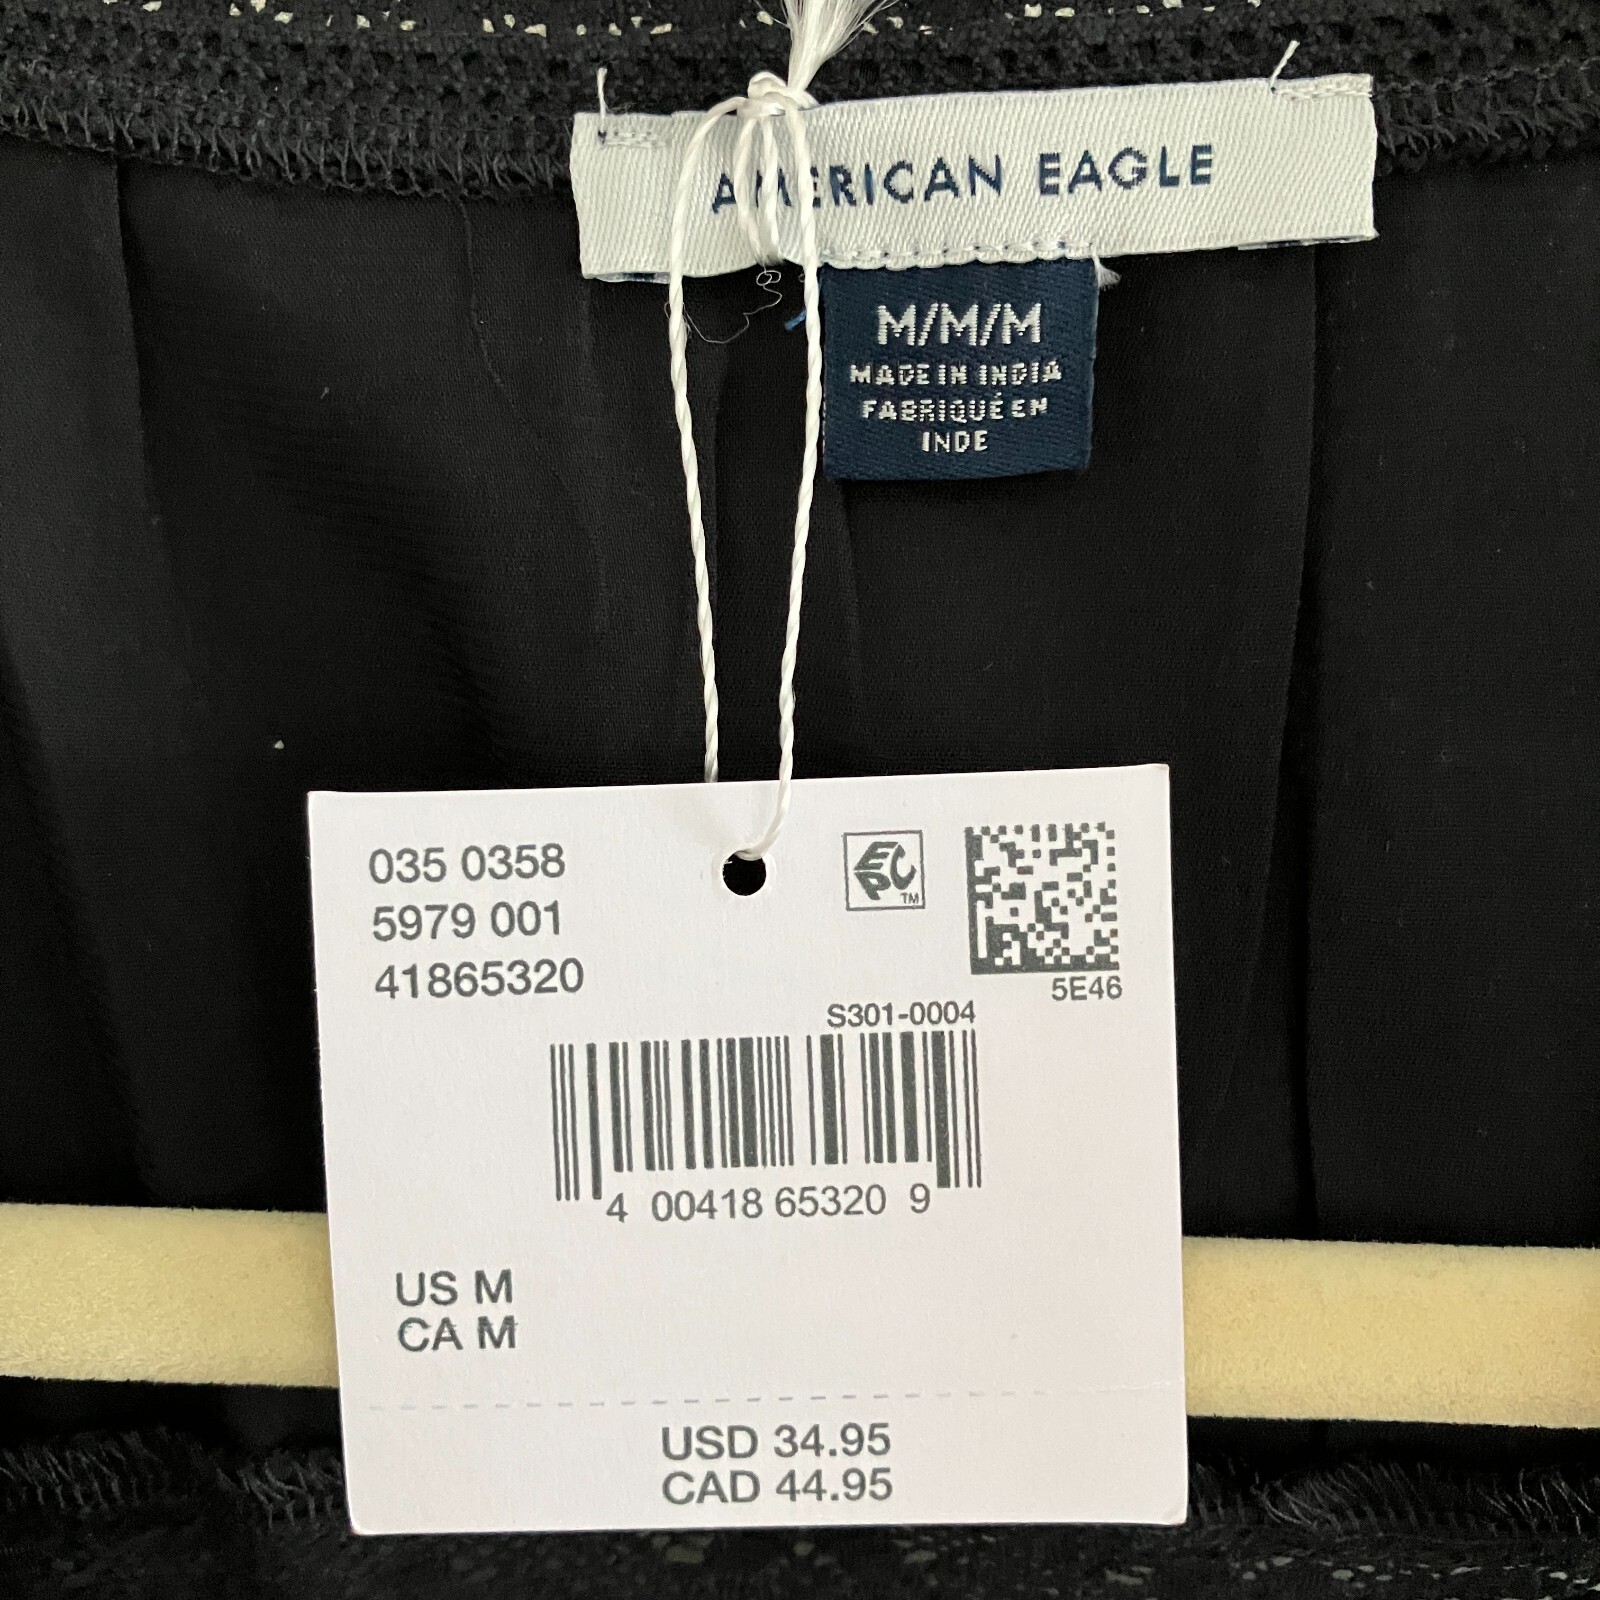 AMERICAN EAGLE
M/M/M
MADE IN INDIA
FABRIQUÉ EN
INDE
035 0358
5979 001
41865320
EPC™
5E46
S301-0004
4 00418 65320 9
US M
CA M
USD 34.95
CAD 44.95